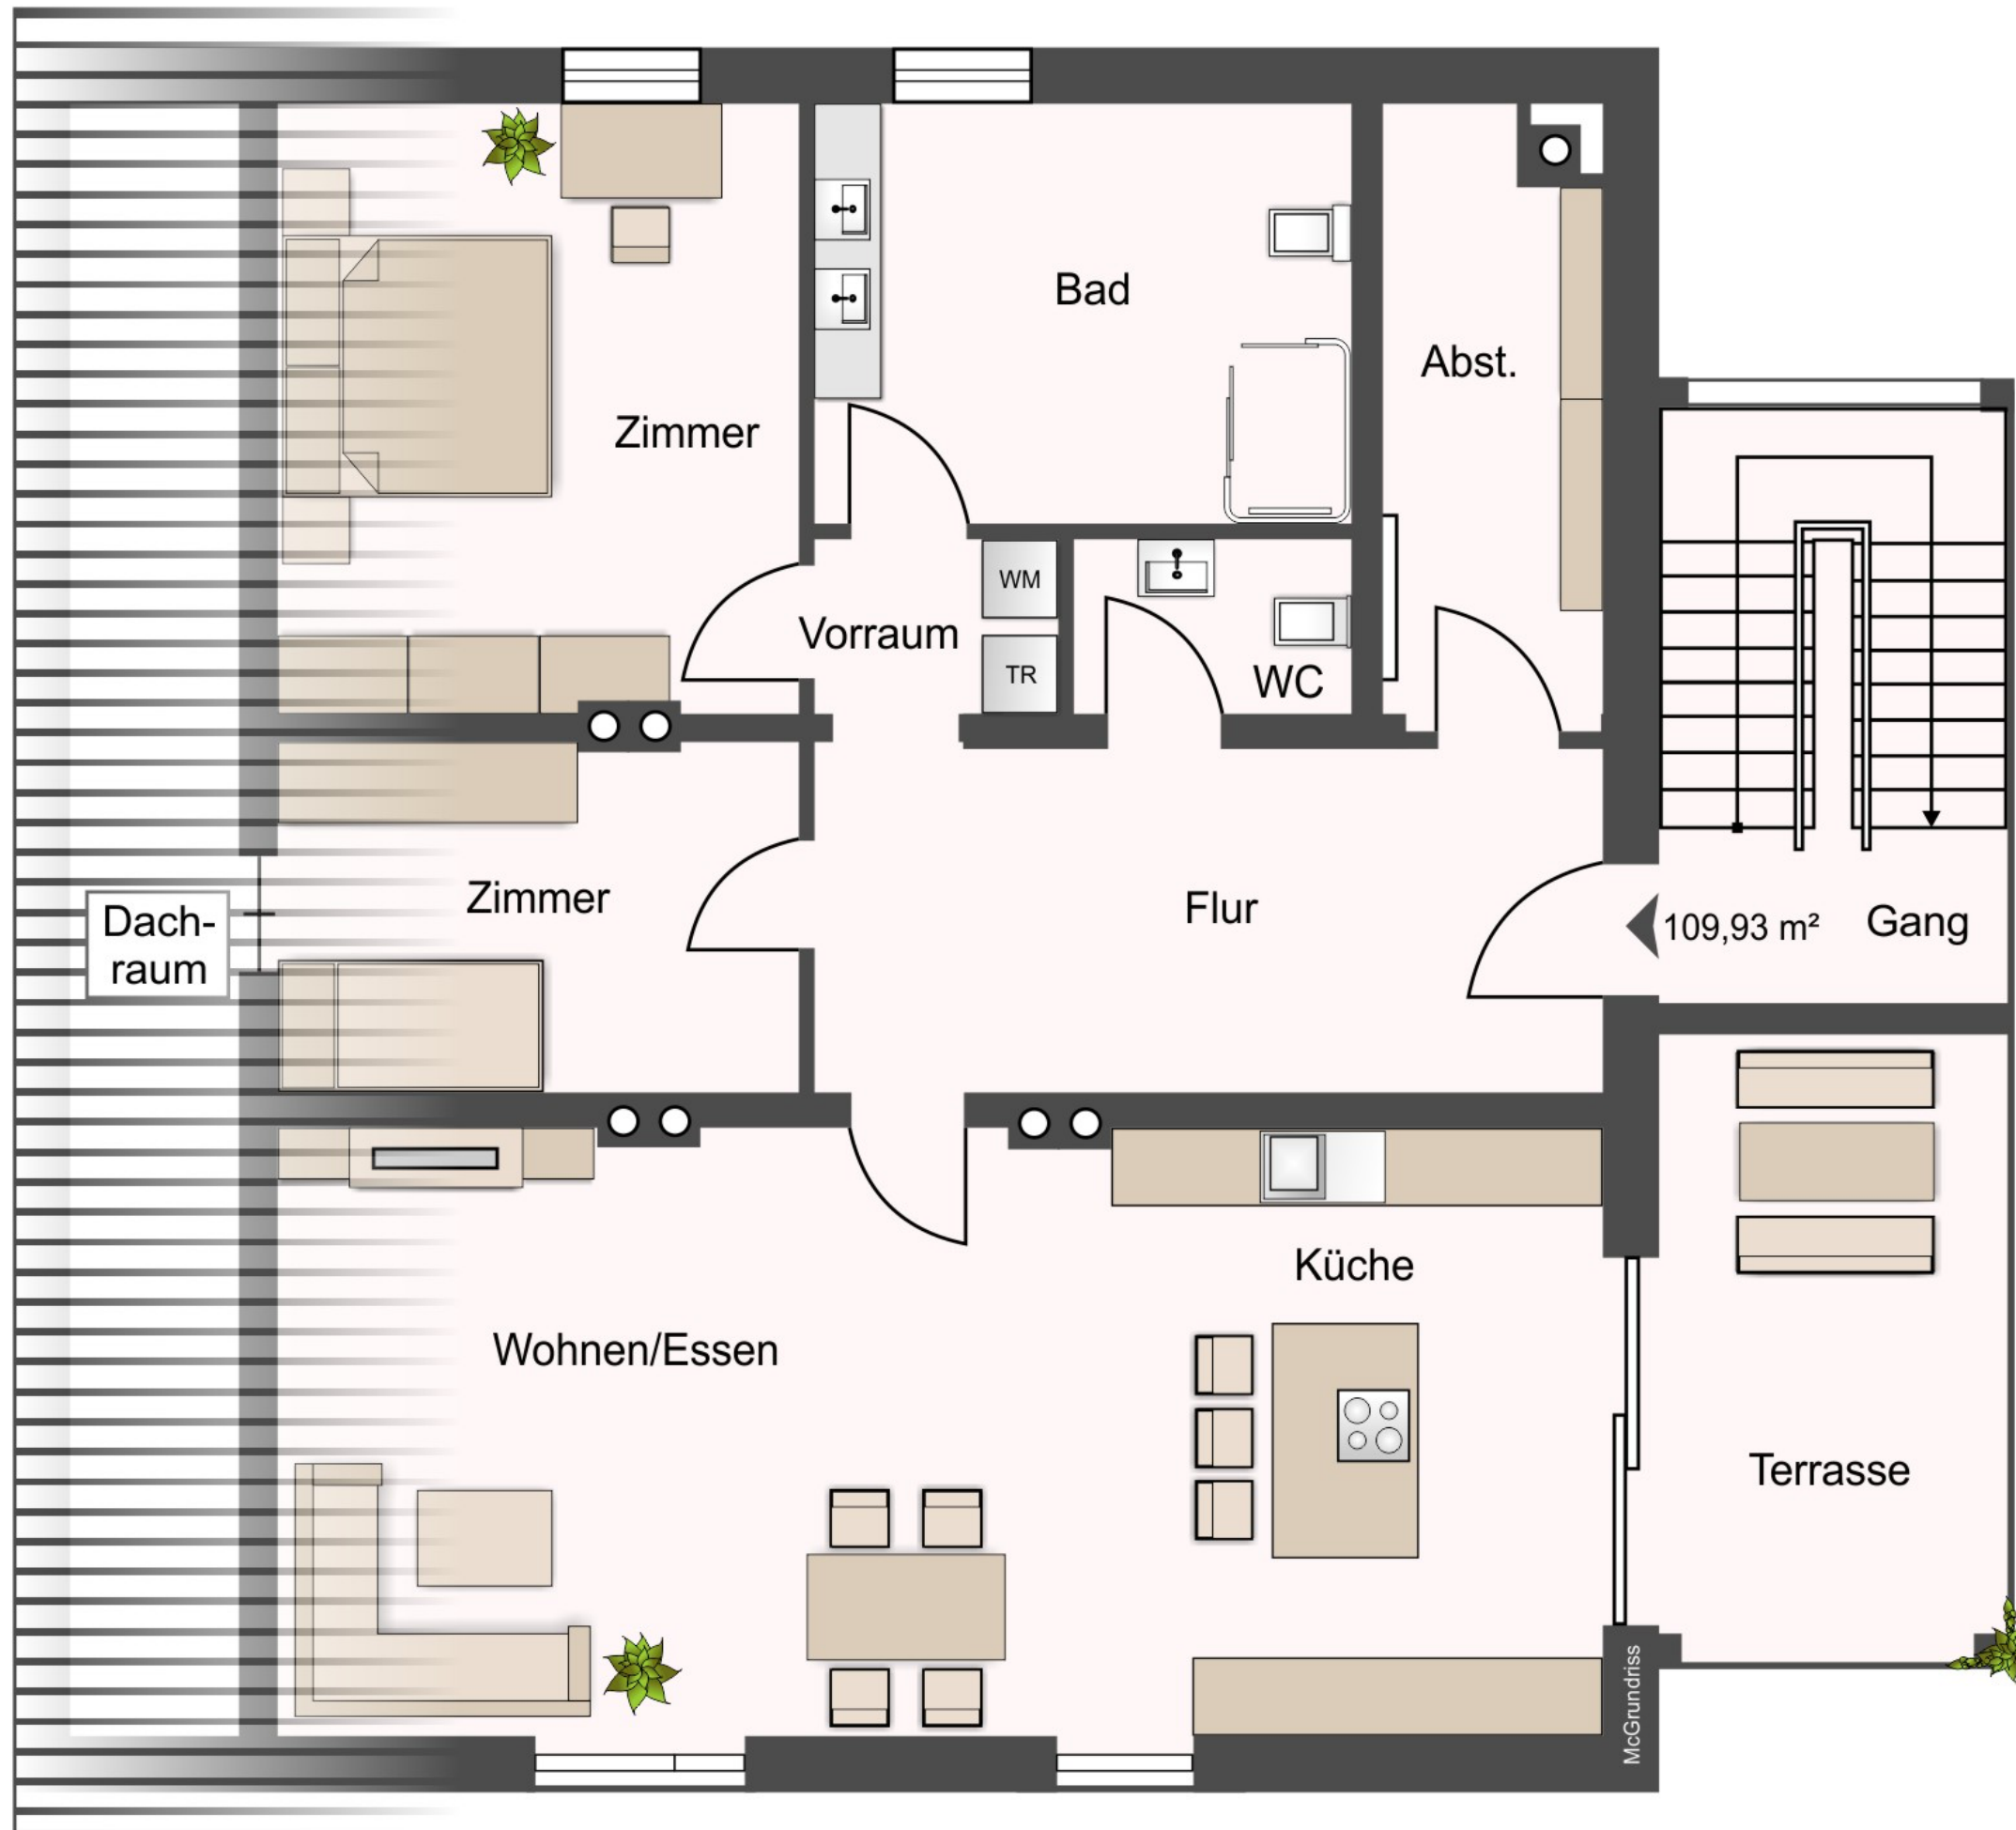 Bad
Abst.
Zimmer
WM
Vorraum
TR
WC
Zimmer
Flur
Dach-
raum
109,93 m²
Gang
Küche
Wohnen/Essen
Terrasse
McGrundriss